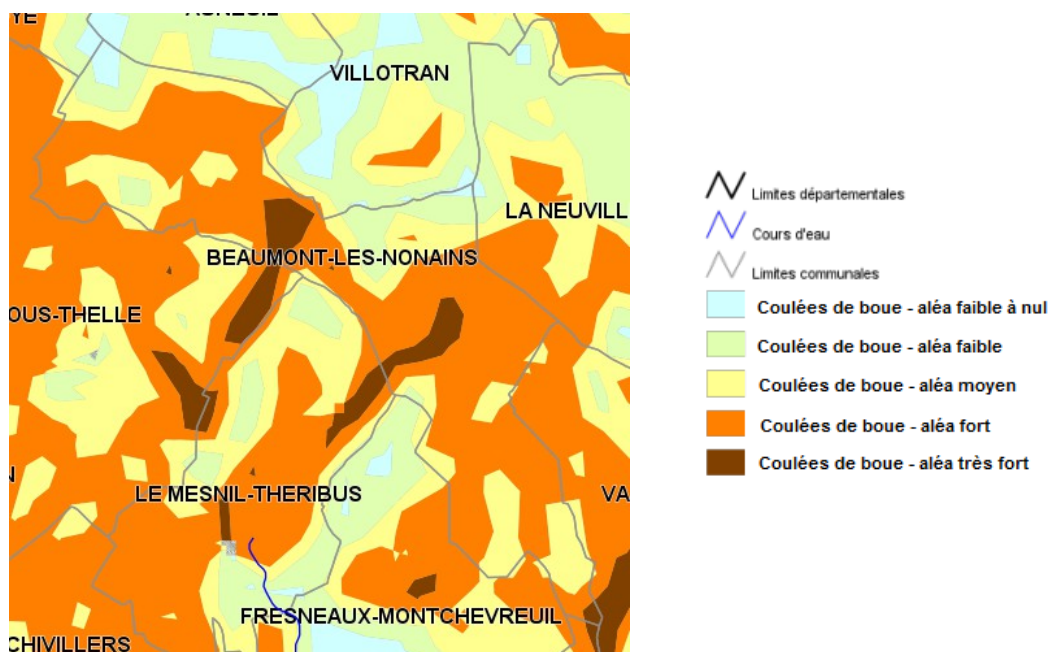 VILLOTRAN
LA NEUVILL
BEAUMONT-LES-NONAINS
OUS-THELLE
LE MESNIL-THERIBUS
VA
FRESNEAUX-MONTCHEVREUIL
CHIVILLERS
Limites départementales
Cours d'eau
Limites communales
Coulées de boue - aléa faible à nul
Coulées de boue - aléa faible
Coulées de boue - aléa moyen
Coulées de boue - aléa fort
Coulées de boue - aléa très fort